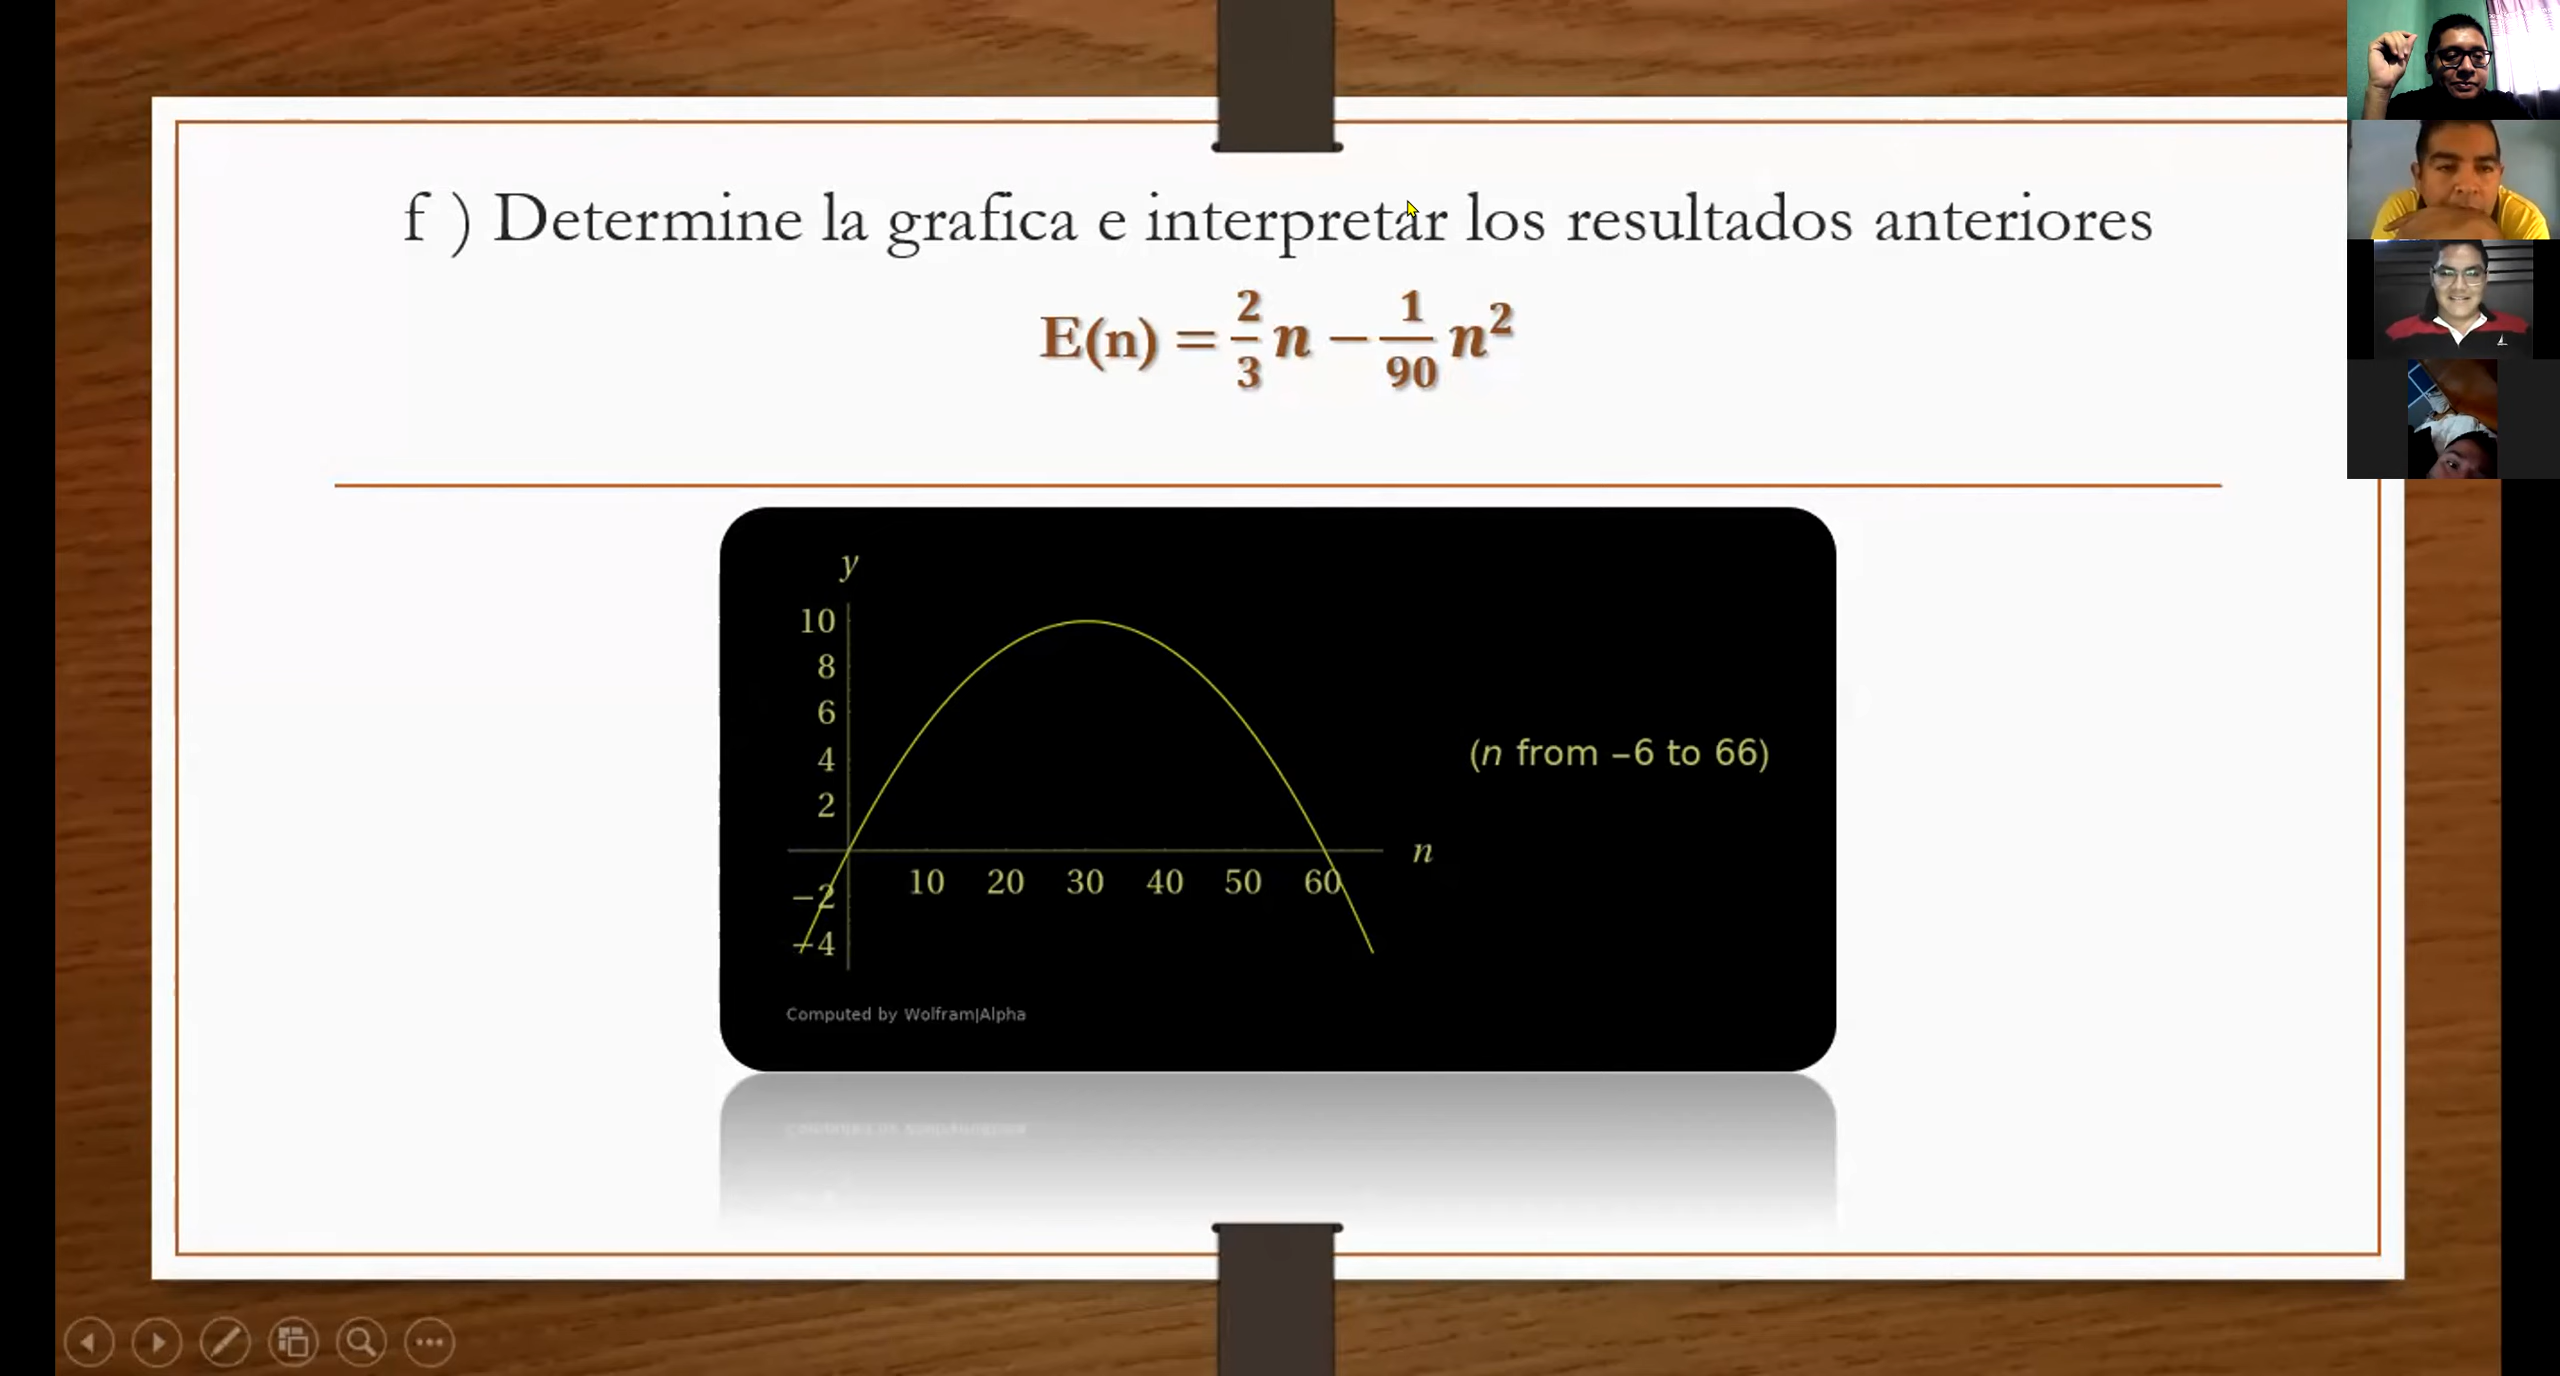 f ) Determine la grafica e interpretar los resultados anteriores
E(n) = 2/3 n − 1/90 n²
y
10
8
6
4
2
−2
−4
10 20 30 40 50 60
n
(n from −6 to 66)
Computed by Wolfram|Alpha